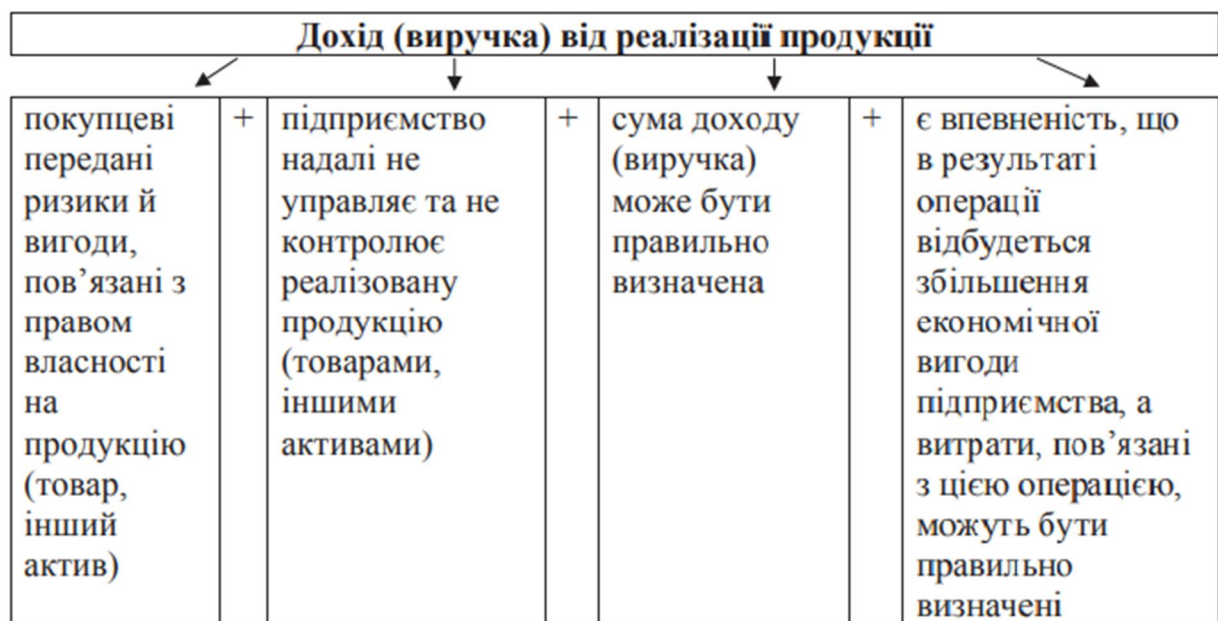 Дохід (виручка) від реалізації продукції
покупцеві
передані
ризики й
вигоди,
пов’язані з
правом
власності
на
продукцію
(товар,
інший
актив)
+
підприємство
надалі не
управляє та не
контролює
реалізовану
продукцію
(товарами,
іншими
активами)
+
сума доходу
(виручка)
може бути
правильно
визначена
+
є впевненість, що
в результаті
операції
відбудеться
збільшення
економічної
вигоди
підприємства, а
витрати, пов’язані
з цією операцією,
можуть бути
правильно
визначені